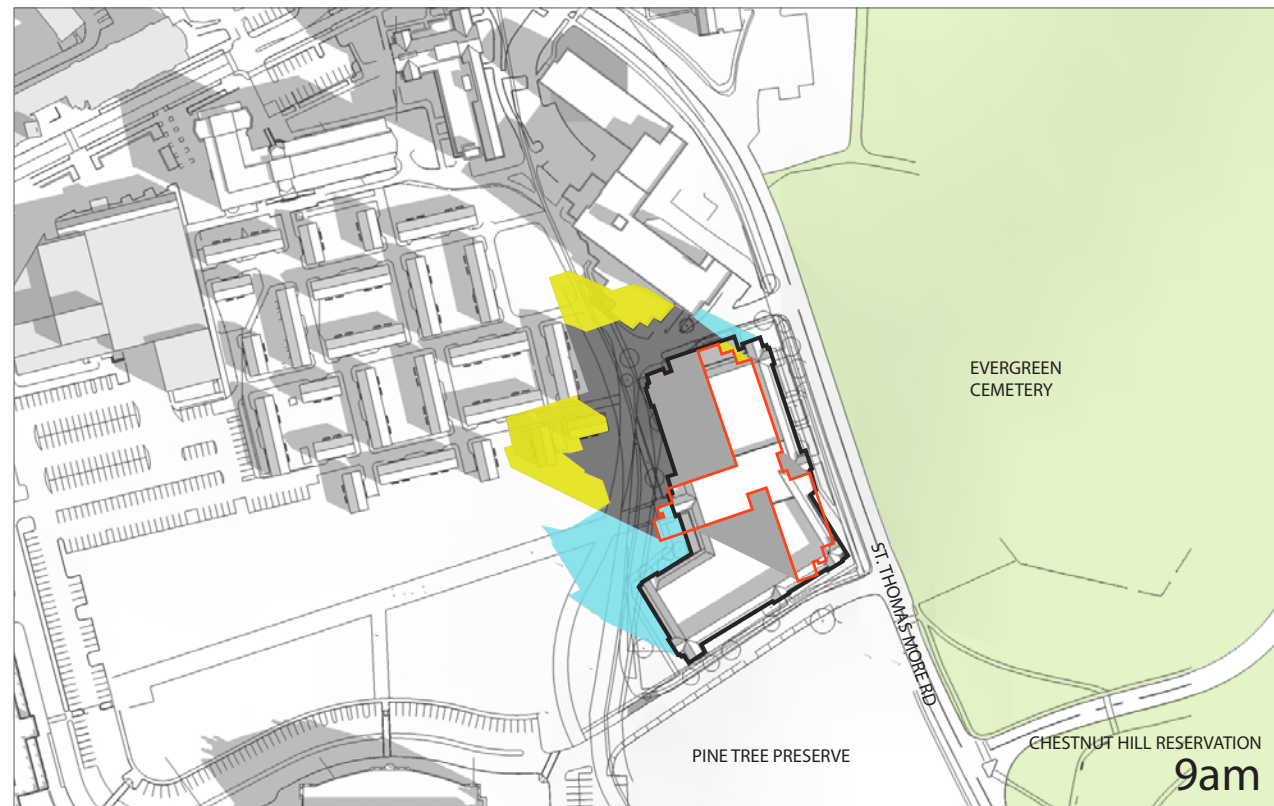 EVERGREEN
CEMETERY
ST. THOMAS MORE RD
PINE TREE PRESERVE
CHESTNUT HILL RESERVATION
9am